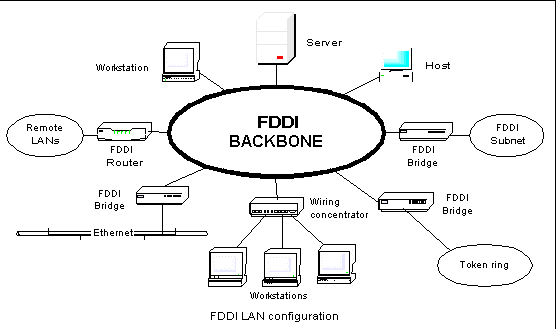 Server
Workstation
Host
FDDI
BACKBONE
Remote
LANs
FDDI
Router
FDDI
Bridge
FDDI
Subnet
FDDI
Bridge
Wiring
concentrator
FDDI
Bridge
Ethernet
Token ring
Workstations
FDDI LAN configuration